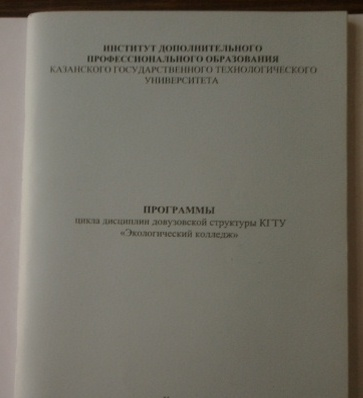 ИНСТИТУТ ДОПОЛНИТЕЛЬНОГО
ПРОФЕССИОНАЛЬНОГО ОБРАЗОВАНИЯ
КАЗАНСКОГО ГОСУДАРСТВЕННОГО ТЕХНОЛОГИЧЕСКОГО
УНИВЕРСИТЕТА
ПРОГРАММЫ
цикла дисциплин довузовской структуры КГТУ
«Экологический колледж»